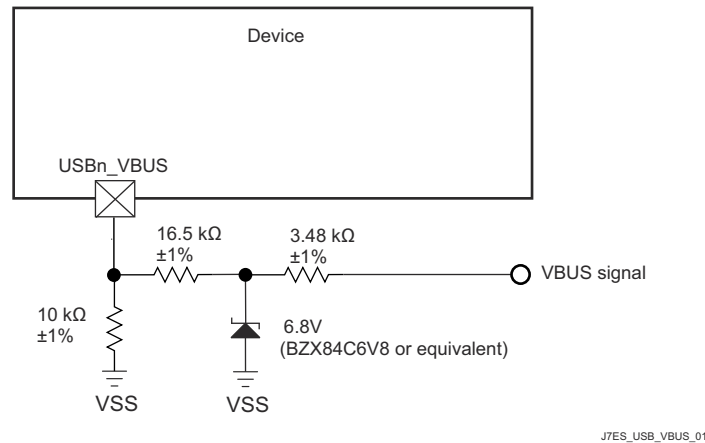 Device
USBn_VBUS
16.5 kΩ
±1%
3.48 kΩ
±1%
VBUS signal
10 kΩ
±1%
6.8V
(BZX84C6V8 or equivalent)
VSS
VSS
J7ES_USB_VBUS_01